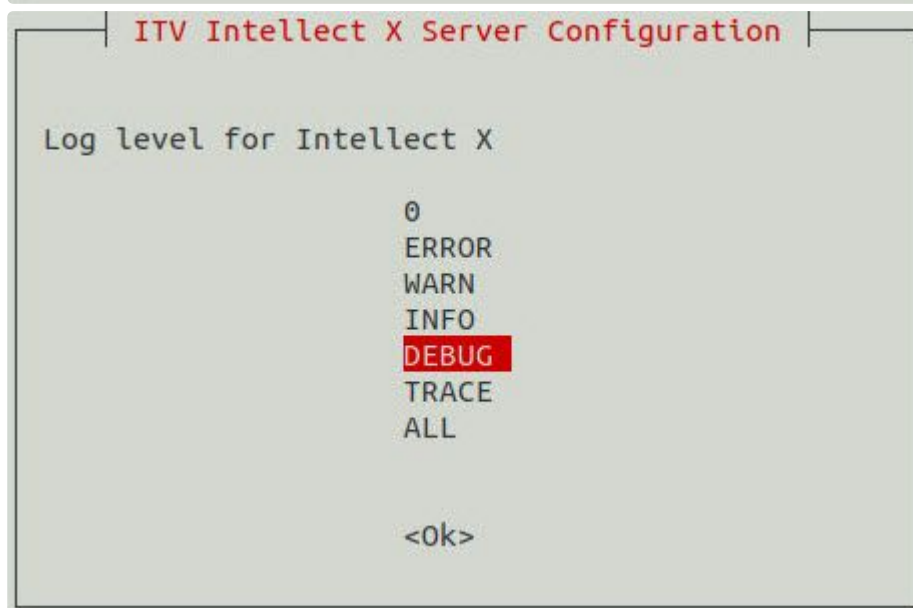 ITV Intellect X Server Configuration
Log level for Intellect X
0
ERROR
WARN
INFO
DEBUG
TRACE
ALL
<Ok>